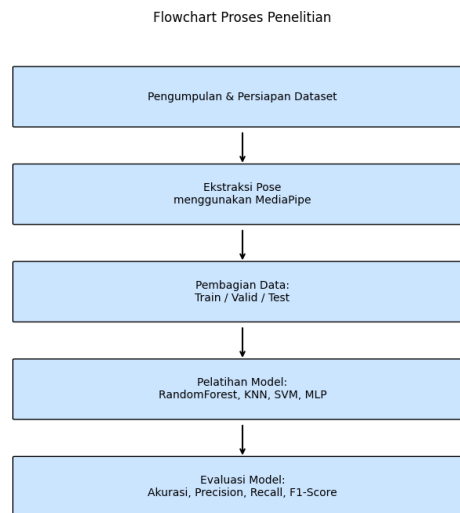 Flowchart Proses Penelitian
Pengumpulan & Persiapan Dataset
Ekstraksi Pose
menggunakan MediaPipe
Pembagian Data:
Train / Valid / Test
Pelatihan Model:
RandomForest, KNN, SVM, MLP
Evaluasi Model:
Akurasi, Precision, Recall, F1-Score